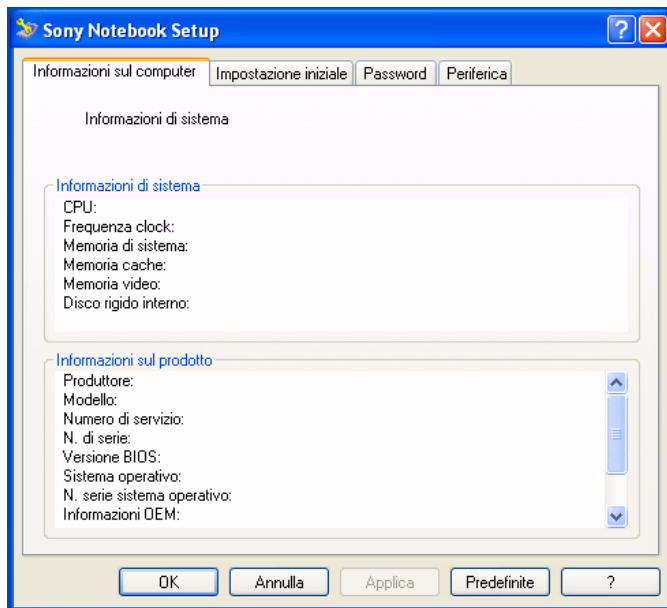 Sony Notebook Setup
Informazioni sul computer Impostazione iniziale Password Periferica
Informazioni di sistema
Informazioni di sistema
CPU:
Frequenza clock:
Memoria di sistema:
Memoria cache:
Memoria video:
Disco rigido interno:
Informazioni sul prodotto
Produttore:
Modello:
Numero di servizio:
N. di serie:
Versione BIOS:
Sistema operativo:
N. serie sistema operativo:
Informazioni OEM:
OK Annulla Applica Predefinite ?